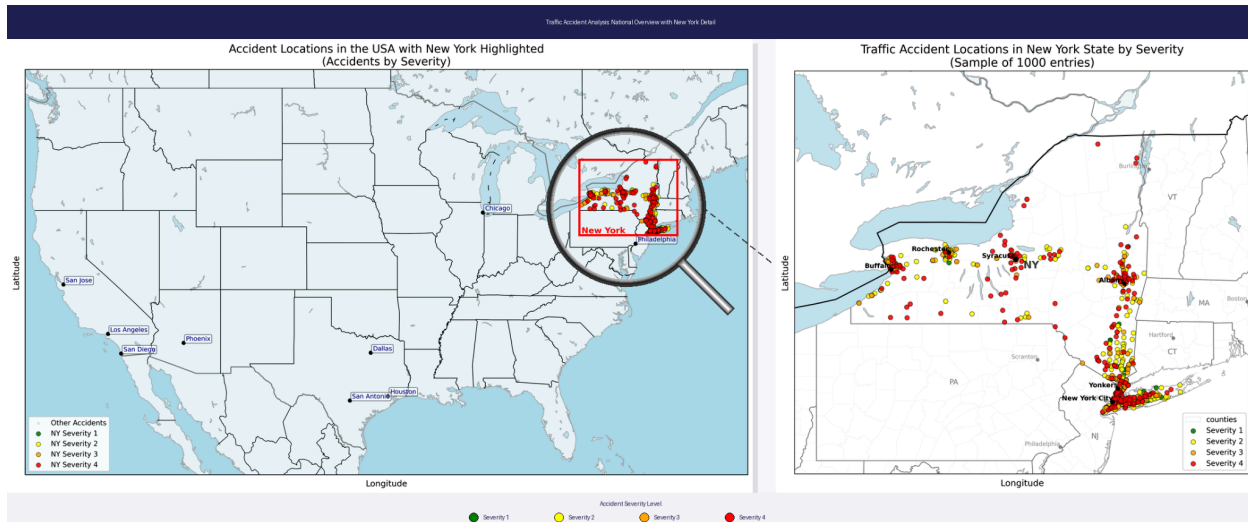 Traffic Accident Analysis: National Overview with New York Detail
Accident Locations in the USA with New York Highlighted
(Accidents by Severity)
Latitude
Chicago
New York
Philadelphia
San Jose
Los Angeles
San Diego
Phoenix
Dallas
San Antonio
Houston
Other Accidents
NY Severity 1
NY Severity 2
NY Severity 3
NY Severity 4
Longitude
Traffic Accident Locations in New York State by Severity
(Sample of 1000 entries)
Latitude
VT
Rochester
Syracuse
NY
Buffalo
Albany
MA
Boston
Hartford
CT
Scranton
PA
Yonkers
New York City
NJ
Philadelphia
counties
Severity 1
Severity 2
Severity 3
Severity 4
Longitude
Accident Severity Level
Severity 1
Severity 2
Severity 3
Severity 4